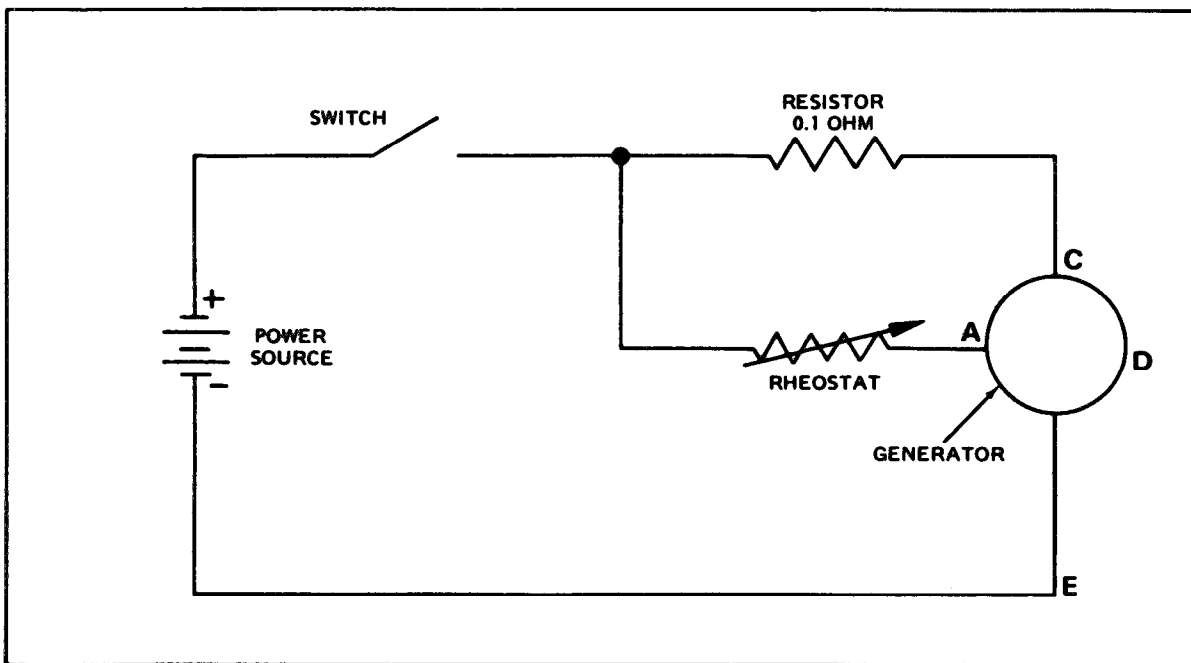 SWITCH
RESISTOR
0.1 OHM
C
+
POWER
SOURCE
-
A
D
RHEOSTAT
GENERATOR
E